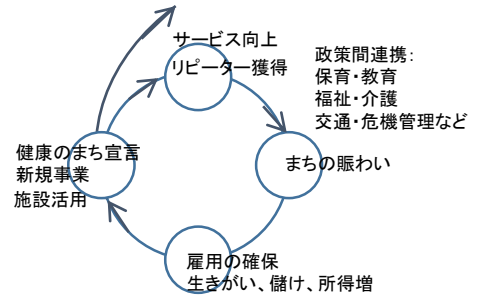 サービス向上
リピーター獲得
政策間連携：
保育・教育
福祉・介護
交通・危機管理など
健康のまち宣言
新規事業
施設活用
まちの賑わい
雇用の確保
生きがい、儲け、所得増